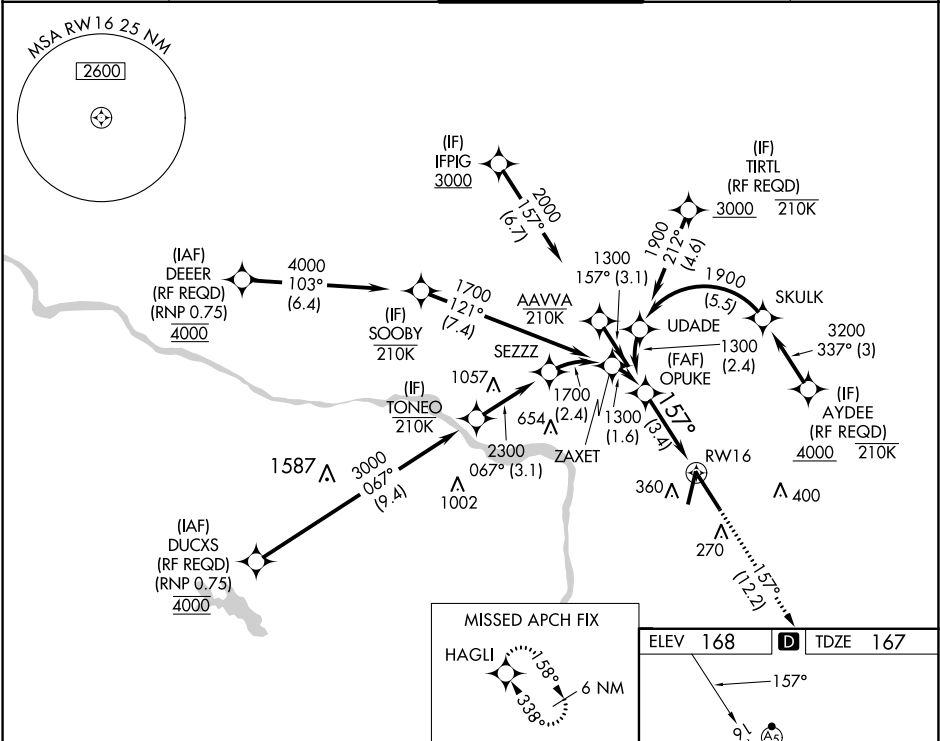 MSA RW16 25 NM
2600
(IF)
IFPIG
3000
2000
157°
(6.7)
(IF)
TIRTL
(RF REQD)
3000
210K
1900
212°
(4.6)
(IAF)
DEEER
(RF REQD)
(RNP 0.75)
4000
4000
103°
(6.4)
(IF)
SOOBY
210K
1700
121°
(7.4)
1300
157° (3.1)
AAVVA
210K
1900
(5.5)
SKULK
UDADE
3200
337° (3)
1300
(2.4)
(FAF)
OPUKE
SEZZZ
1057
1700
(2.4)
(IF)
TONEO
210K
654
2300
067° (3.1)
ZAXET
1300
(1.6)
157°
(3.4)
(IF)
AYDEE
(RF REQD)
4000
210K
RW16
1587
3000
067°
(9.4)
1002
360
400
270
157°
(12.2)
(IAF)
DUCXS
(RF REQD)
(RNP 0.75)
4000
MISSED APCH FIX
HAGLI
158°
338°
6 NM
ELEV 168
D
TDZE 167
157°
16
A5